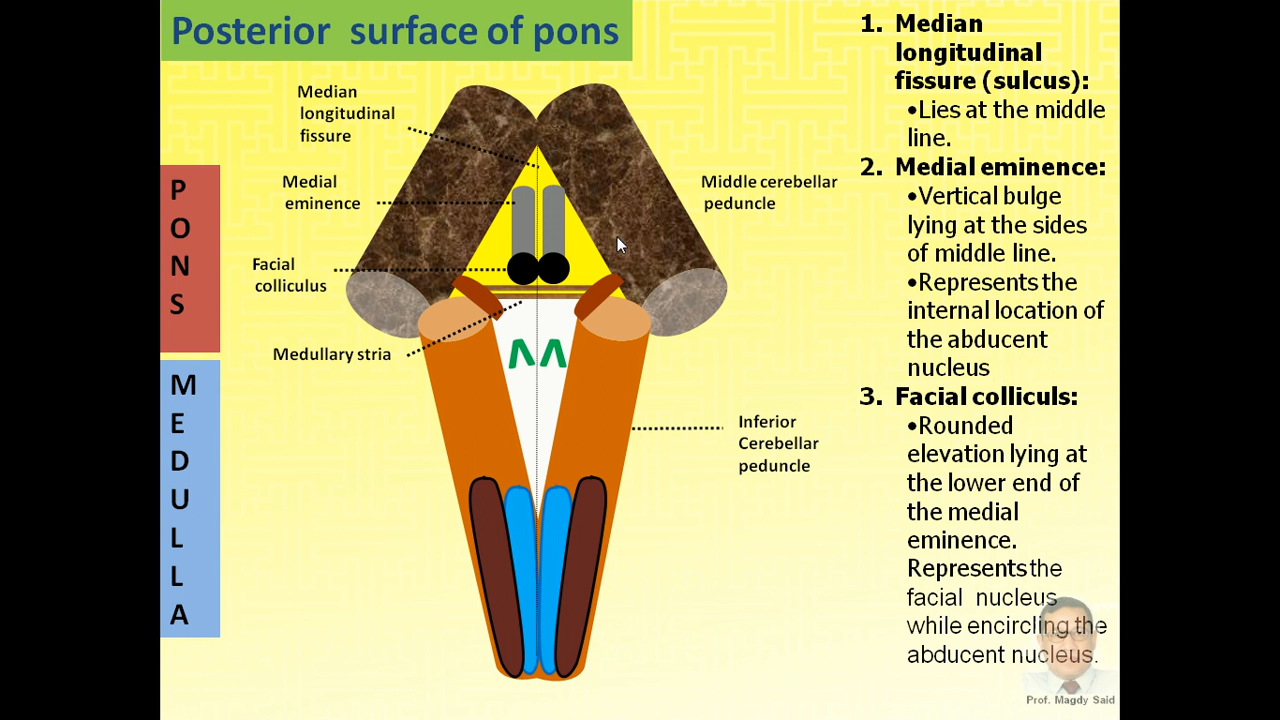 Posterior surface of pons
Median
longitudinal
fissure
Medial
eminence
Facial
colliculus
Medullary stria
Middle cerebellar
peduncle
Inferior
Cerebellar
peduncle
P
O
N
S
M
E
D
U
L
L
A
1. Median
longitudinal
fissure (sulcus):
•Lies at the middle
line.
2. Medial eminence:
•Vertical bulge
lying at the sides
of middle line.
•Represents the
internal location of
the abducent
nucleus
3. Facial colliculs:
•Rounded
elevation lying at
the lower end of
the medial
eminence.
Represents the
facial nucleus
while encircling the
abducent nucleus.
Prof. Magdy Said